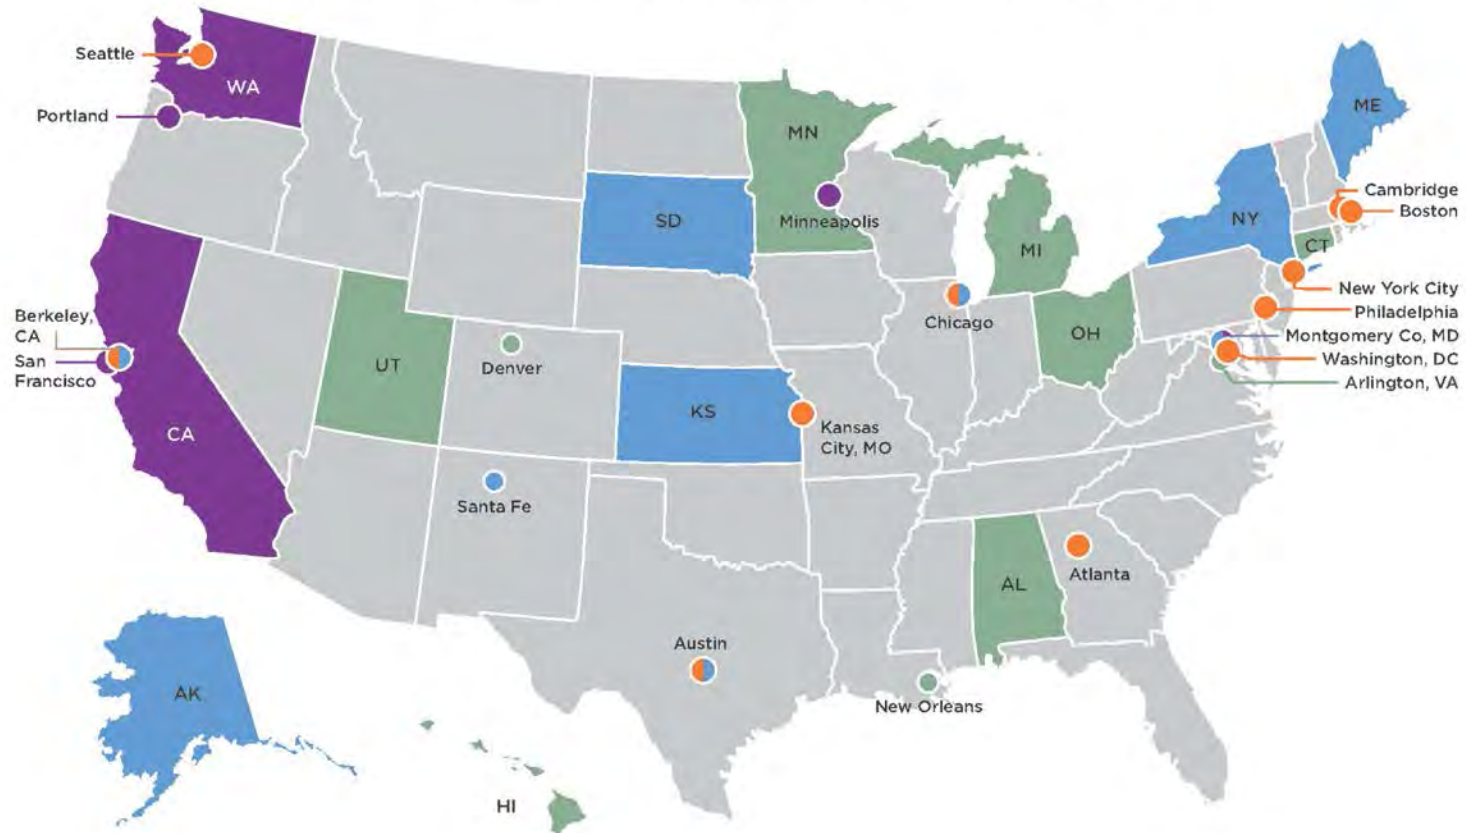 Seattle
WA
Portland
MN
ME
Cambridge
Boston
SD
Minneapolis
NY
MI
CT
New York City
Philadelphia
Berkeley,
CA
San
Francisco
Chicago
OH
Montgomery Co, MD
Washington, DC
Arlington, VA
UT
Denver
KS
Kansas
City, MO
CA
Santa Fe
AL
Atlanta
Austin
AK
New Orleans
HI